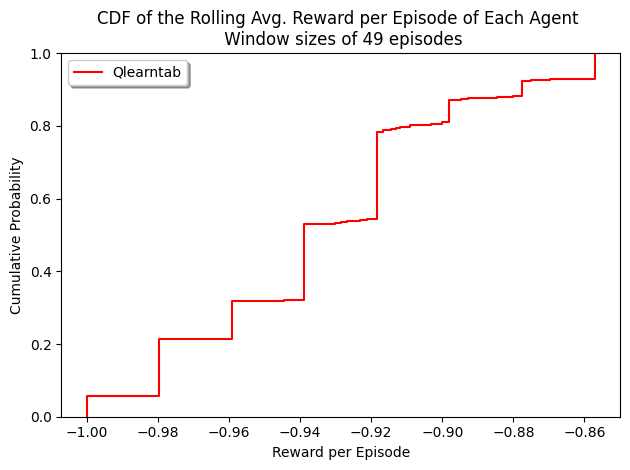 CDF of the Rolling Avg. Reward per Episode of Each Agent
Window sizes of 49 episodes
Qlearntab
Cumulative Probability
1.0
0.8
0.6
0.4
0.2
0.0
−1.00 −0.98 −0.96 −0.94 −0.92 −0.90 −0.88 −0.86
Reward per Episode